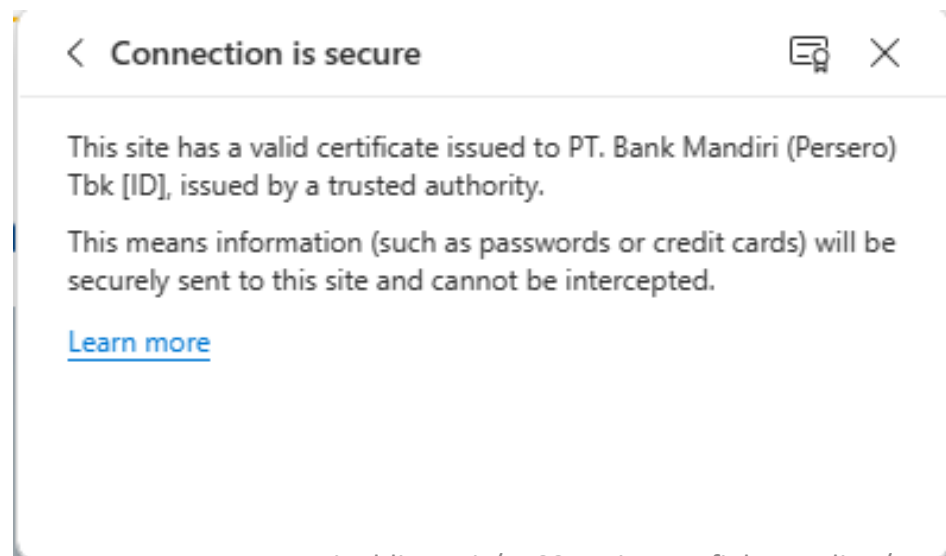 Connection is secure
This site has a valid certificate issued to PT. Bank Mandiri (Persero)
Tbk [ID], issued by a trusted authority.
This means information (such as passwords or credit cards) will be
securely sent to this site and cannot be intercepted.
Learn more